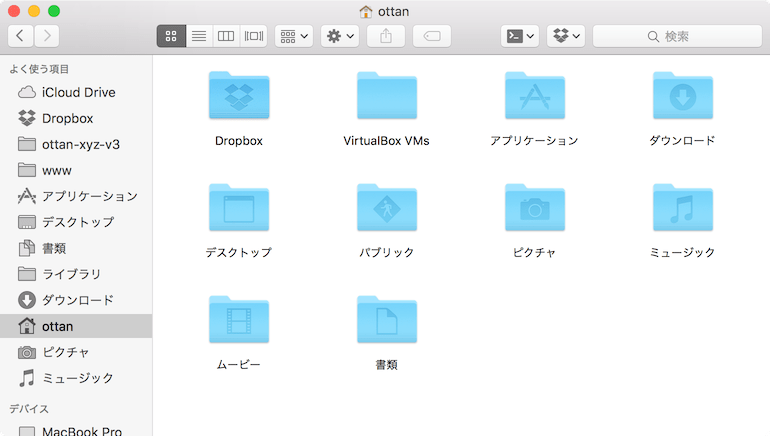 ottan
検索
よく使う項目
iCloud Drive
Dropbox
ottan-xyz-v3
www
アプリケーション
デスクトップ
書類
ライブラリ
ダウンロード
ottan
ピクチャ
ミュージック
デバイス
MacBook Pro
Dropbox
VirtualBox VMs
アプリケーション
ダウンロード
デスクトップ
パブリック
ピクチャ
ミュージック
ムービー
書類